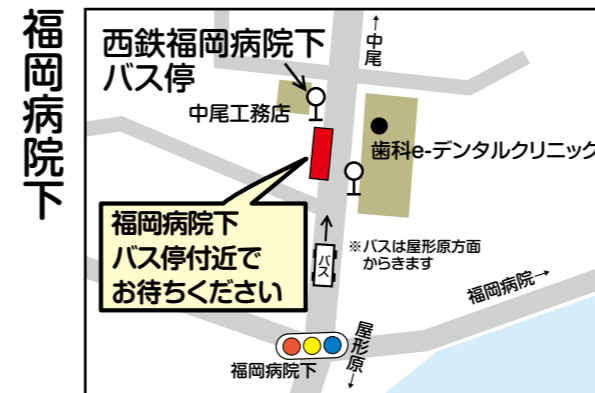 福岡病院下
西鉄福岡病院下
バス停
↑中尾
中尾工務店
歯科e-デンタルクリニック
福岡病院下
バス停付近で
お待ちください
バス
※バスは屋形原方面
からきます
福岡病院→
屋形原↓
福岡病院下